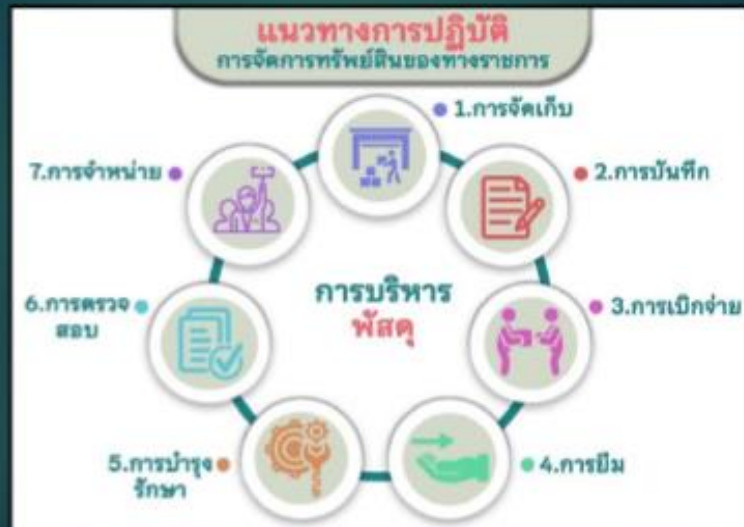 แนวทางการปฏิบัติ
การจัดการทรัพย์สินของทางราชการ
1.การจัดเก็บ
2.การบันทึก
3.การเบิกจ่าย
4.การยืม
5.การบำรุง
รักษา
6.การตรวจ
สอบ
7.การจำหน่าย
การบริหาร
พัสดุ